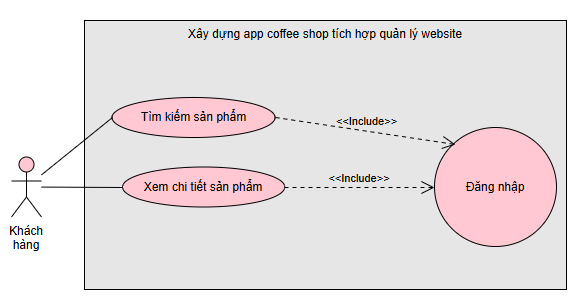 Xây dựng app coffee shop tích hợp quản lý website
Tìm kiếm sản phẩm
<<Include>>
Xem chi tiết sản phẩm
<<Include>>
Đăng nhập
Khách
hàng